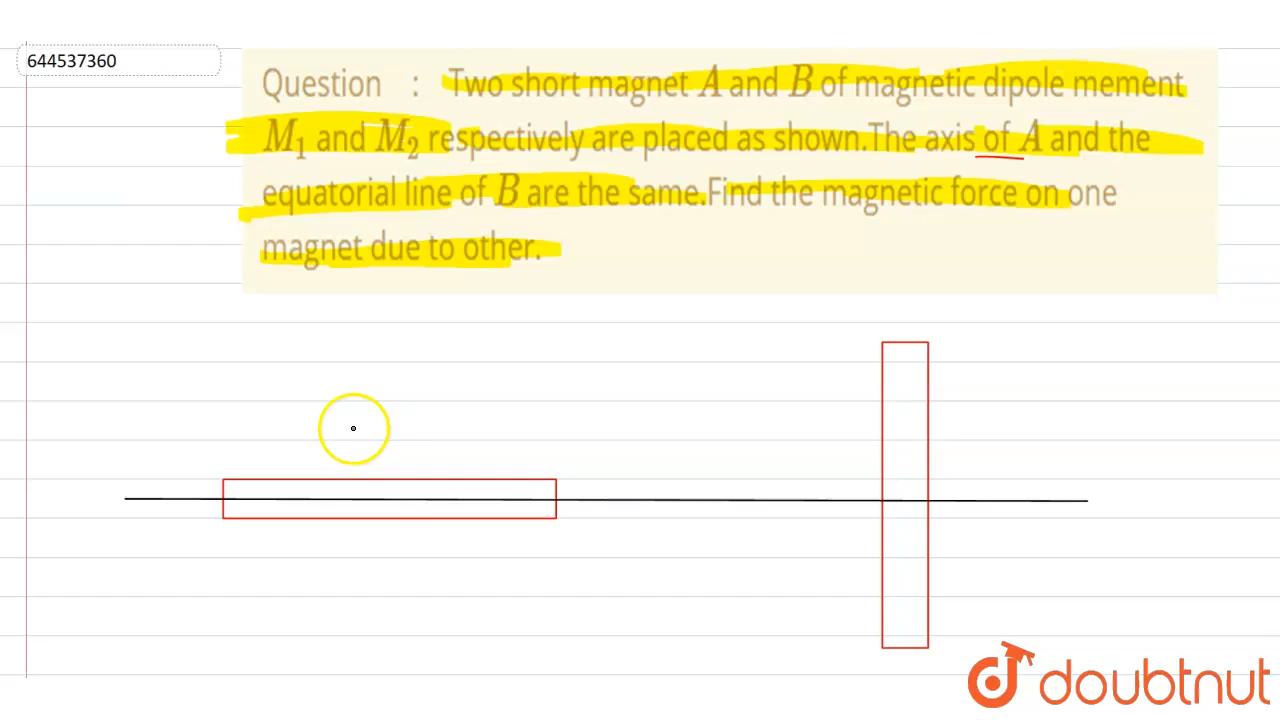 644537360
Question : Two short magnet A and B of magnetic dipole mement
M₁ and M₂ respectively are placed as shown.The axis of A and the
equatorial line of B are the same.Find the magnetic force on one
magnet due to other.
doubtnut